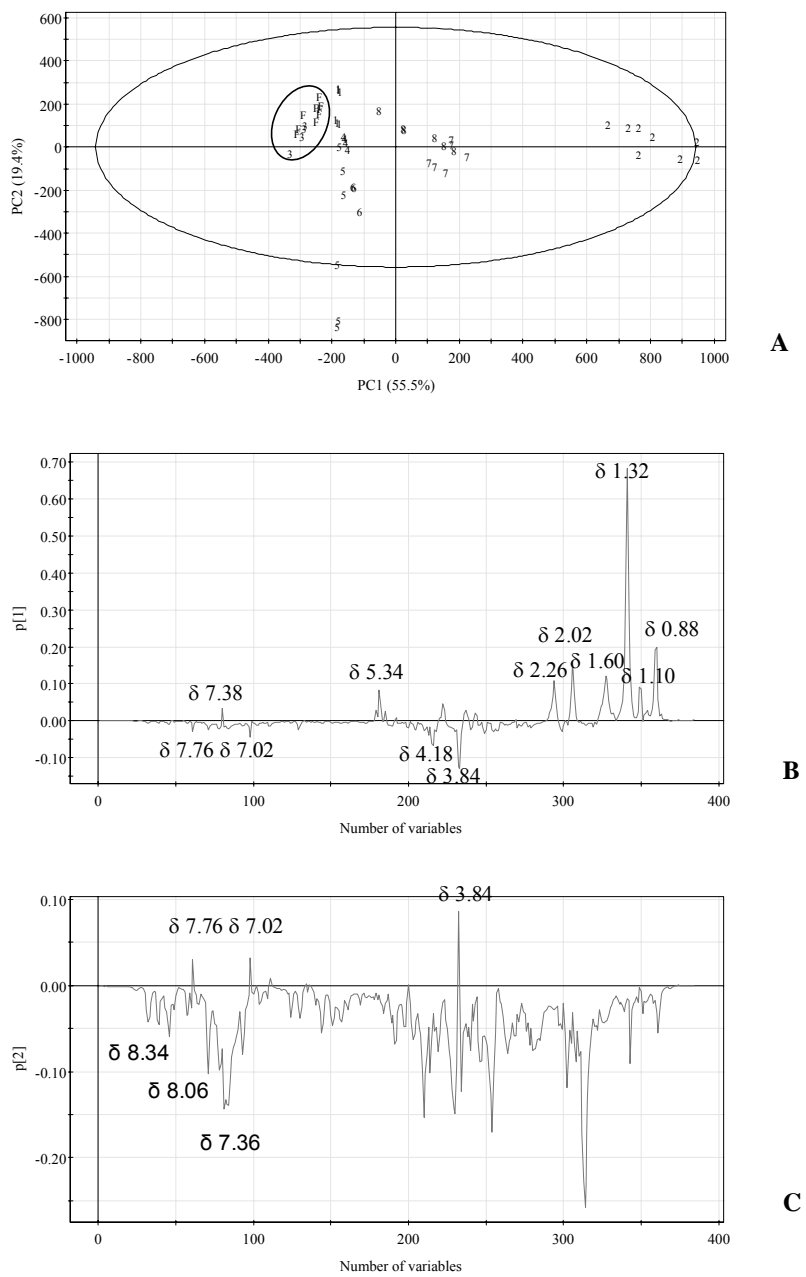 600
400
200
0
-200
-400
-600
-800
PC2 (19.4%)
-1000 -800 -600 -400 -200 0 200 400 600 800 1000
PC1 (55.5%)
A
0.70
0.60
0.50
0.40
0.30
0.20
0.10
0.00
-0.10
p[1]
δ 1.32
δ 2.02
δ 0.88
δ 2.26
δ 1.60
δ 1.10
δ 5.34
δ 7.38
δ 7.76 δ 7.02
δ 4.18
δ 3.84
0 100 200 300 400
Number of variables
B
0.10
0.00
-0.10
-0.20
p[2]
δ 3.84
δ 7.76 δ 7.02
δ 8.34
δ 8.06
δ 7.36
0 100 200 300 400
Number of variables
C